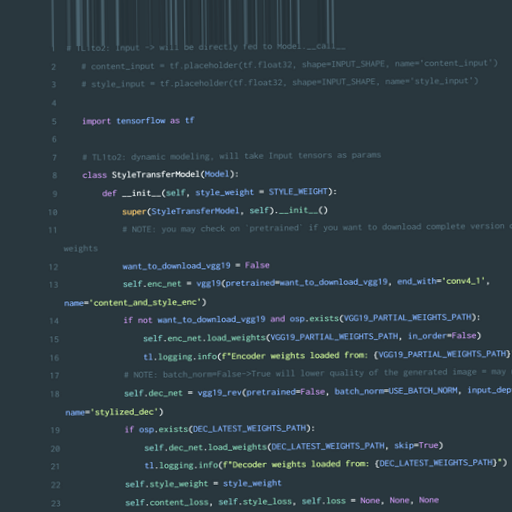 1 # TL1to2: Input -> will be directly fed to Model.__call__
2 # content_input = tf.placeholder(tf.float32, shape=INPUT_SHAPE, name='content_input')
3 # style_input = tf.placeholder(tf.float32, shape=INPUT_SHAPE, name='style_input')
4
5 import tensorflow as tf
6
7 # TL1to2: dynamic modeling, will take Input tensors as params
8 class StyleTransferModel(Model):
9 def __init__(self, style_weight = STYLE_WEIGHT):
10 super(StyleTransferModel, self).__init__()
11 # NOTE: you may check on `pretrained` if you want to download complete version o
weights
12 want_to_download_vgg19 = False
13 self.enc_net = vgg19(pretrained=want_to_download_vgg19, end_with='conv4_1',
name='content_and_style_enc')
14 if not want_to_download_vgg19 and osp.exists(VGG19_PARTIAL_WEIGHTS_PATH):
15 self.enc_net.load_weights(VGG19_PARTIAL_WEIGHTS_PATH, in_order=False)
16 tl.logging.info(f"Encoder weights loaded from: {VGG19_PARTIAL_WEIGHTS_PATH}
17 # NOTE: batch_norm=False->True will lower quality of the generated image = may
18 self.dec_net = vgg19_rev(pretrained=False, batch_norm=USE_BATCH_NORM, input_dep
name='stylized_dec')
19 if osp.exists(DEC_LATEST_WEIGHTS_PATH):
20 self.dec_net.load_weights(DEC_LATEST_WEIGHTS_PATH, skip=True)
21 tl.logging.info(f"Decoder weights loaded from: {DEC_LATEST_WEIGHTS_PATH}")
22 self.style_weight = style_weight
23 self.content_loss, self.style_loss, self.loss = None, None, None